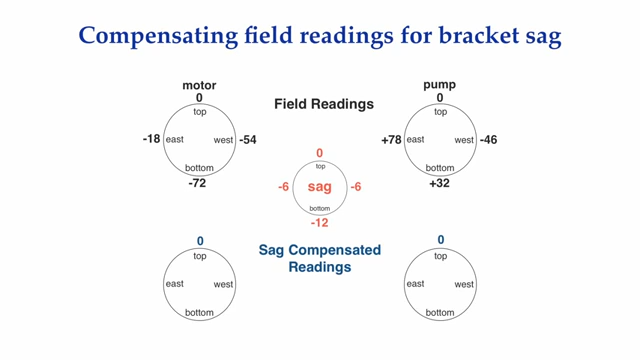 Compensating field readings for bracket sag
motor
0
top
-18 east west -54
bottom
-72
Field Readings
pump
0
top
+78 east west -46
bottom
+32
0
top
-6 sag -6
bottom
-12
Sag Compensated
Readings
0
top
east west
bottom
0
top
east west
bottom